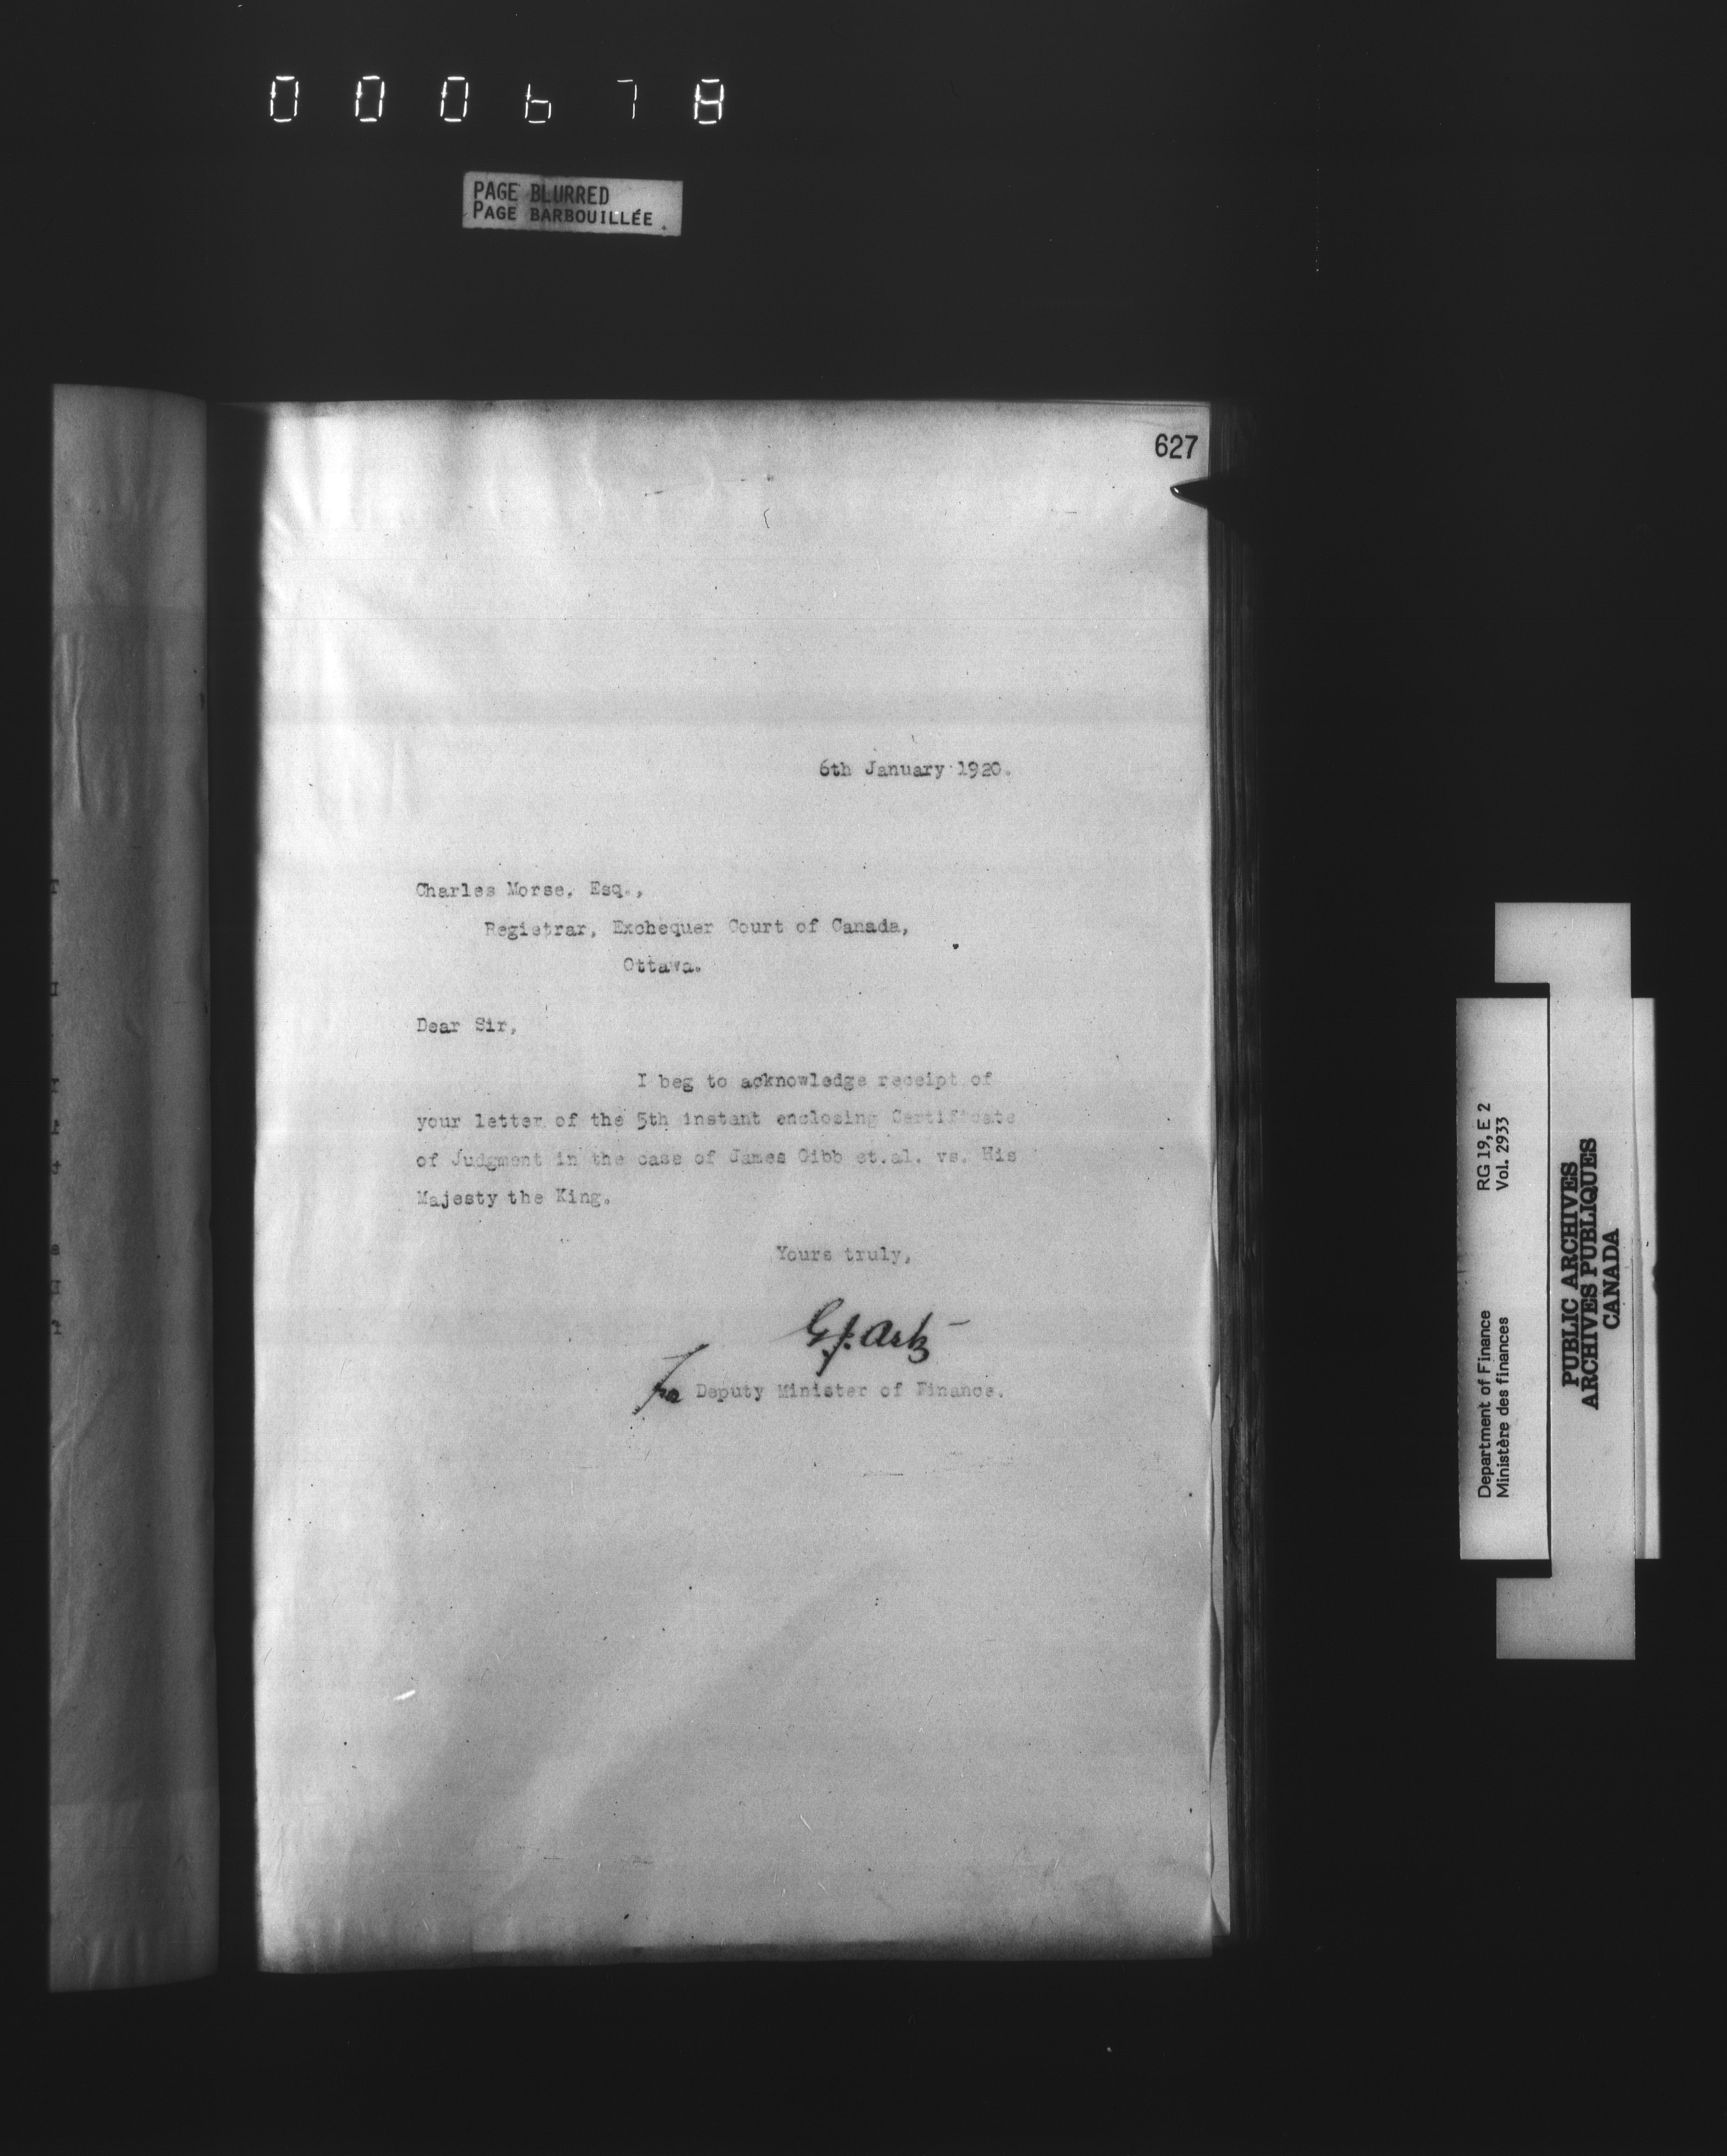 000678
PAGE BLURRED
PAGE BARBOUILLÉE.
627
6th January 1920.
Charles Morse, Esq.,
Registrar, Exchequer Court of Canada,
Ottawa.
Dear Sir,
I beg to acknowledge receipt of
your letter of the 5th instant enclosing Certificate
of Judgment in the case of James Gibb et.al. vs. His
Majesty the King.
Yours truly,
for Deputy Minister of Finance.
Department of Finance RG 19, E 2
Ministère des finances Vol. 2933
PUBLIC ARCHIVES
ARCHIVES PUBLIQUES
CANADA